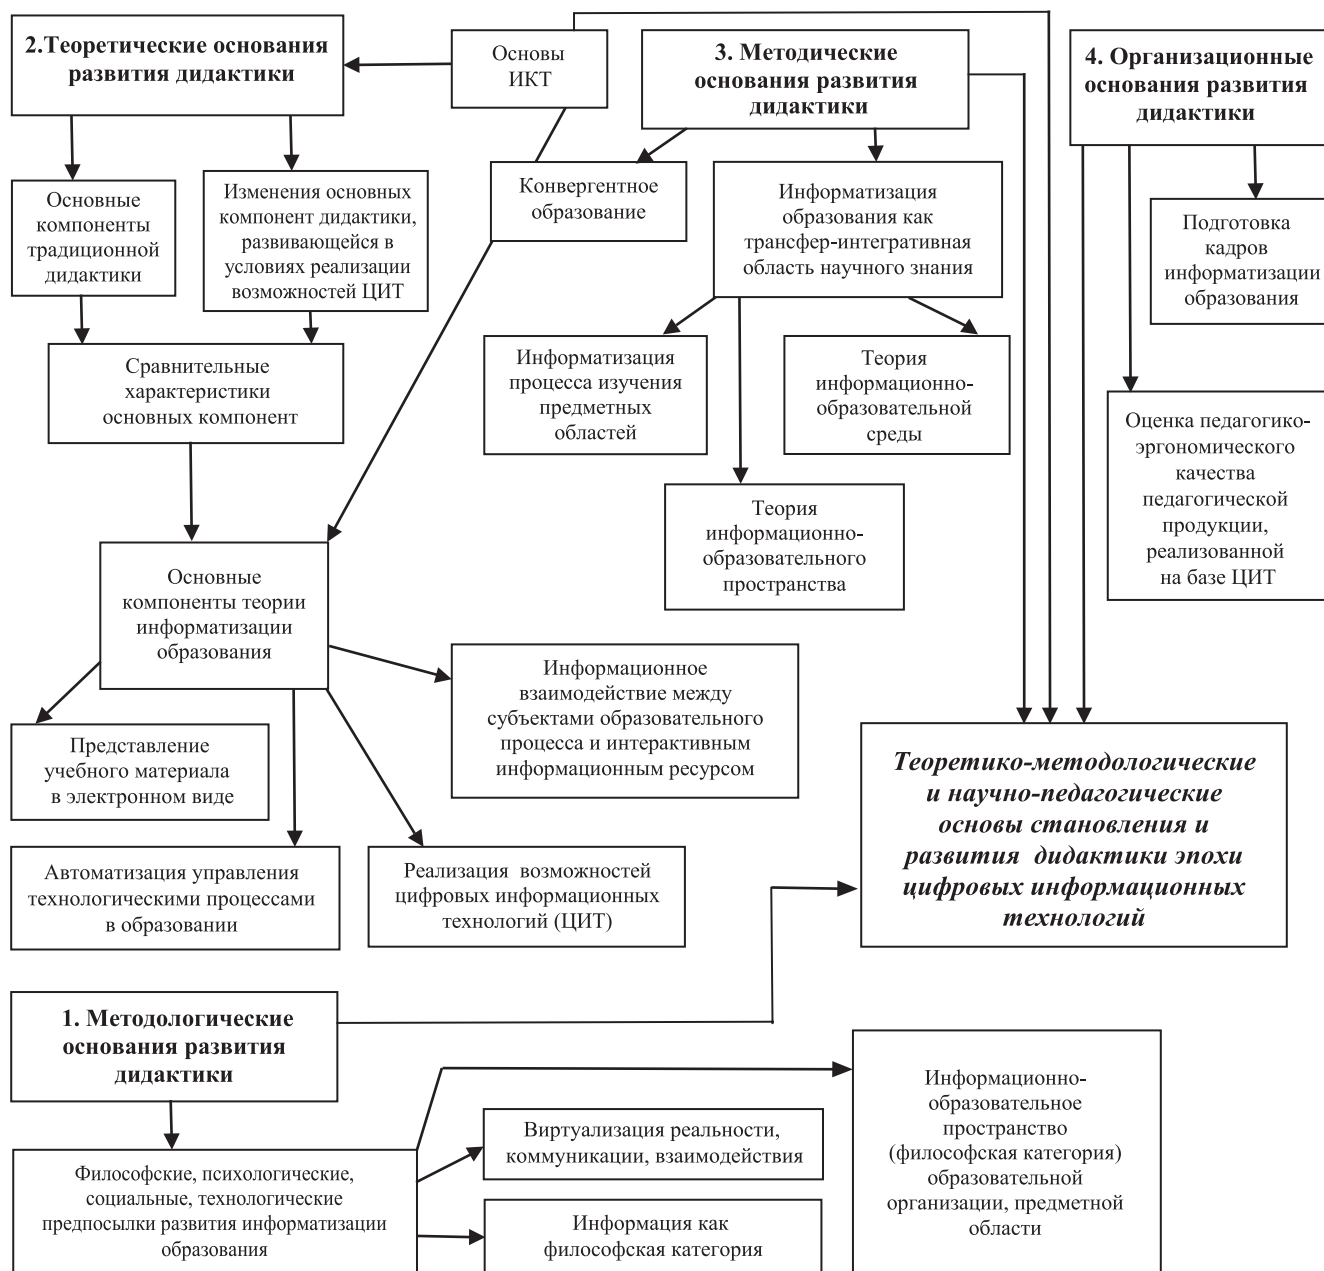 2.Теоретические основания
развития дидактики
Основы
ИКТ
3. Методические
основания развития
дидактики
4. Организационные
основания развития
дидактики
Основные
компоненты
традиционной
дидактики
Изменения основных
компонент дидактики,
развивающейся в
условиях реализации
возможностей ЦИТ
Конвергентное
образование
Информатизация
образования как
трансфер-интегративная
область научного знания
Подготовка
кадров
информатизации
образования
Сравнительные
характеристики
основных компонент
Информатизация
процесса изучения
предметных
областей
Теория
информационно-
образовательной
среды
Оценка педагогико-
эргономического
качества
педагогической
продукции,
реализованной
на базе ЦИТ
Теория
информационно-
образовательного
пространства
Основные
компоненты теории
информатизации
образования
Информационное
взаимодействие между
субъектами образовательного
процесса и интерактивным
информационным ресурсом
Представление
учебного материала
в электронном виде
Теоретико-методологические
и научно-педагогические
основы становления и
развития дидактики эпохи
цифровых информационных
технологий
Автоматизация управления
технологическими процессами
в образовании
Реализация возможностей
цифровых информационных
технологий (ЦИТ)
1. Методологические
основания развития
дидактики
Философские, психологические,
социальные, технологические
предпосылки развития информатизации
образования
Виртуализация реальности,
коммуникации, взаимодействия
Информация как
философская категория
Информационно-
образовательное
пространство
(философская категория)
образовательной
организации, предметной
области